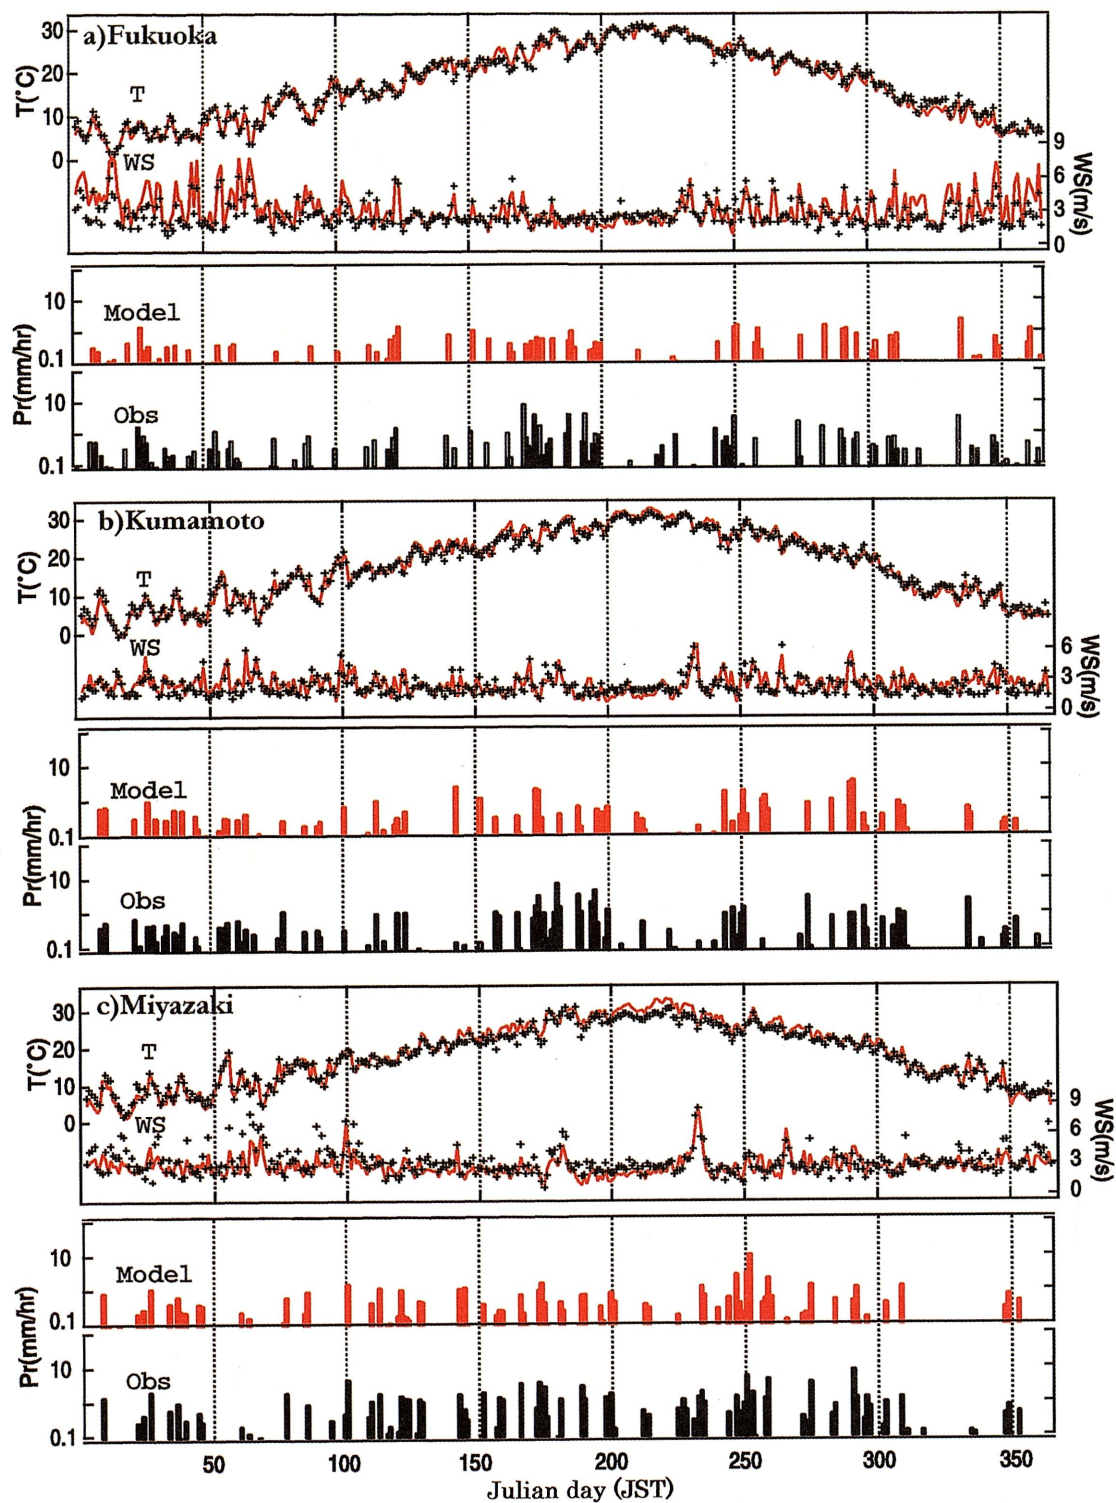 a)Fukuoka
30
20
10
0
T(°C)
T
WS
9
6
3
0
WS(m/s)
Model
10
0.1
Pr(mm/hr)
Obs
10
0.1
b)Kumamoto
30
20
10
0
T(°C)
T
WS
6
3
0
WS(m/s)
Model
10
0.1
Pr(mm/hr)
Obs
10
0.1
c)Miyazaki
30
20
10
0
T(°C)
T
WS
9
6
3
0
WS(m/s)
Model
10
0.1
Pr(mm/hr)
Obs
10
0.1
50 100 150 200 250 300 350
Julian day (JST)